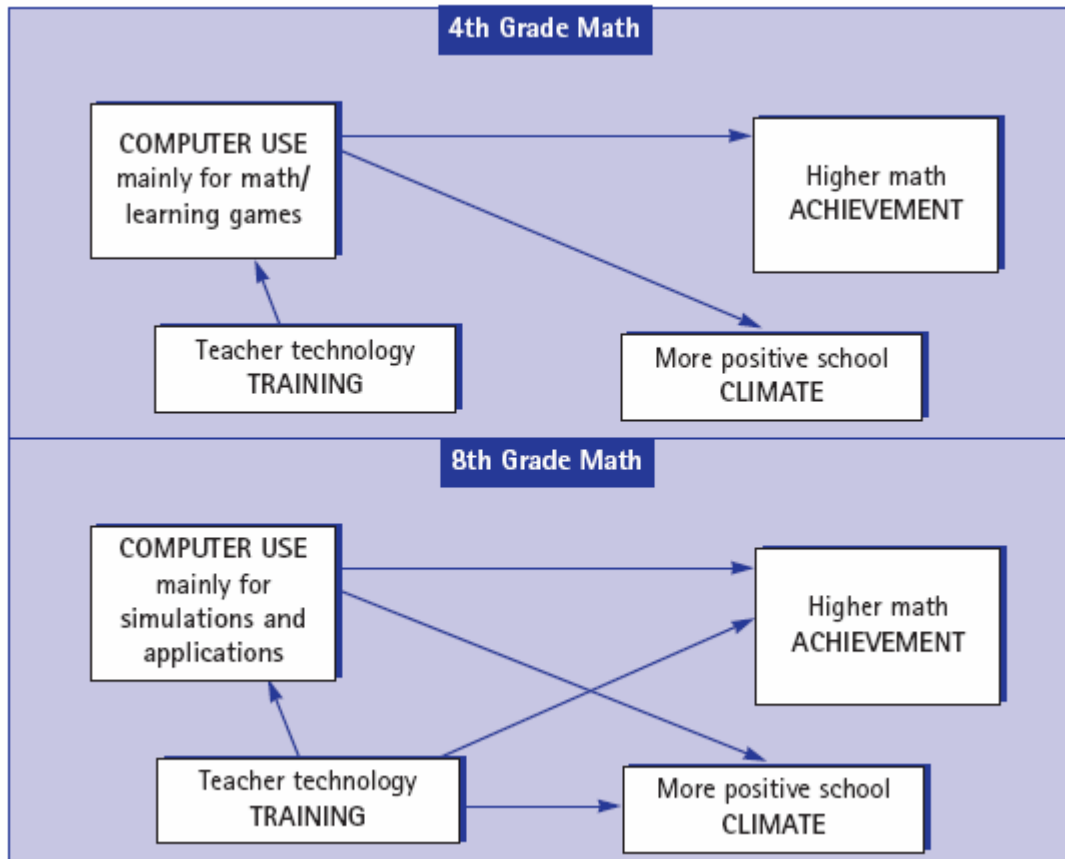 4th Grade Math
COMPUTER USE
mainly for math/
learning games
Higher math
ACHIEVEMENT
Teacher technology
TRAINING
More positive school
CLIMATE
8th Grade Math
COMPUTER USE
mainly for
simulations and
applications
Higher math
ACHIEVEMENT
Teacher technology
TRAINING
More positive school
CLIMATE